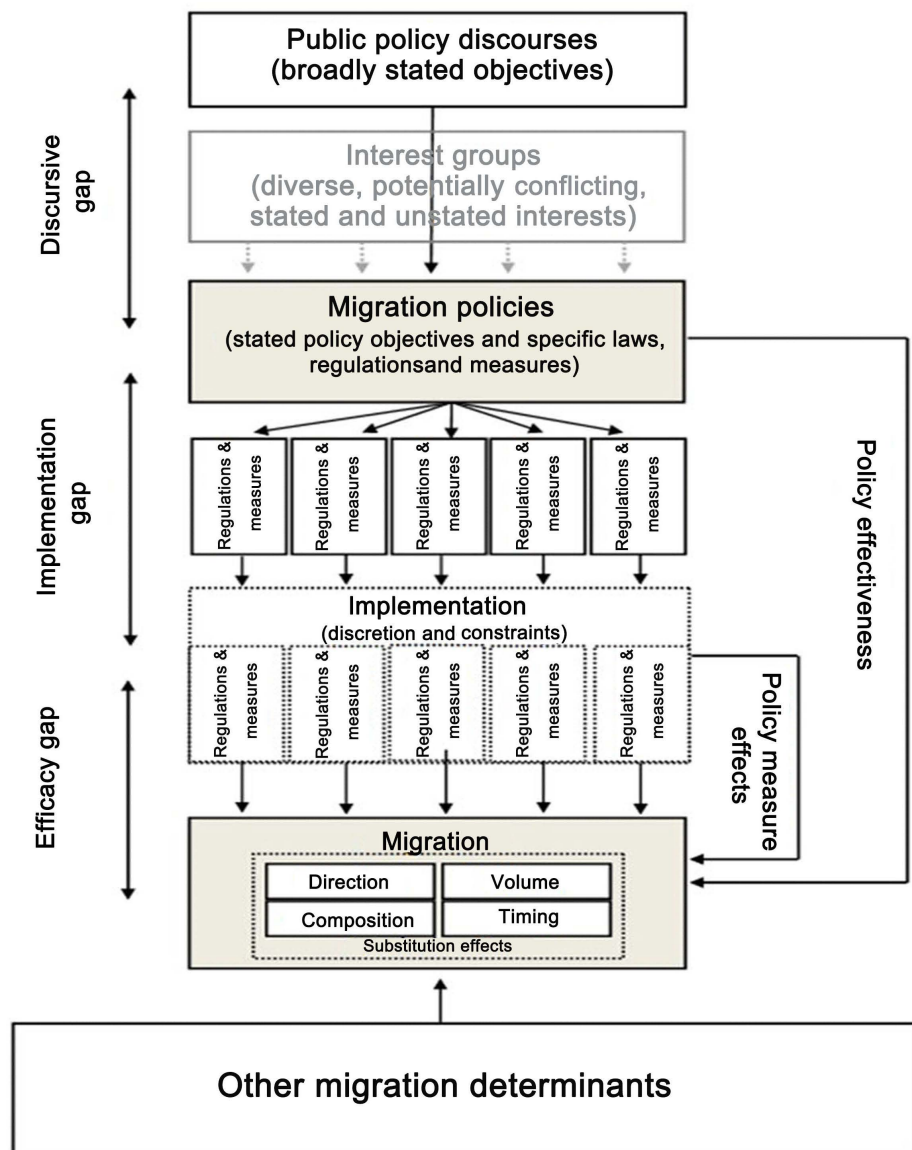 Public policy discourses
(broadly stated objectives)
Discursive
gap
Interest groups
(diverse, potentially conflicting,
stated and unstated interests)
Migration policies
(stated policy objectives and specific laws,
regulationsand measures)
Implementation
gap
Regulations &
measures
Regulations &
measures
Regulations &
measures
Regulations &
measures
Regulations &
measures
Policy effectiveness
Implementation
(discretion and constraints)
Regulations &
measures
Regulations &
measures
Regulations &
measures
Regulations &
measures
Regulations &
measures
Policy measure
effects
Efficacy gap
Migration
Direction
Volume
Composition
Timing
Substitution effects
Other migration determinants